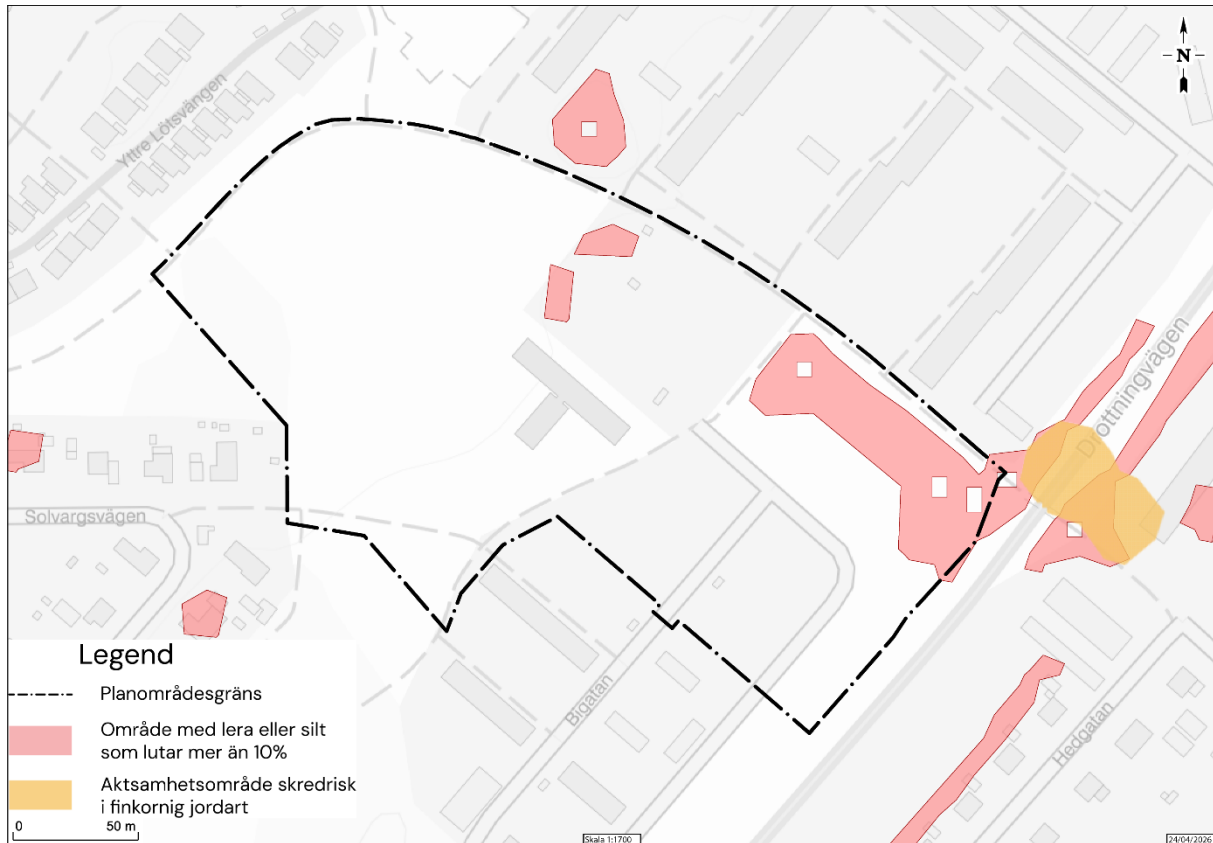 N
Yttre Lötsvängen
Drottningvägen
Solvargsvägen
Bigatan
Hedgatan
Legend
Planområdesgräns
Område med lera eller silt
som lutar mer än 10%
Aktsamhetsområde skredrisk
i finkornig jordart
0 50 m
Skala 1:1700
24/04/2026